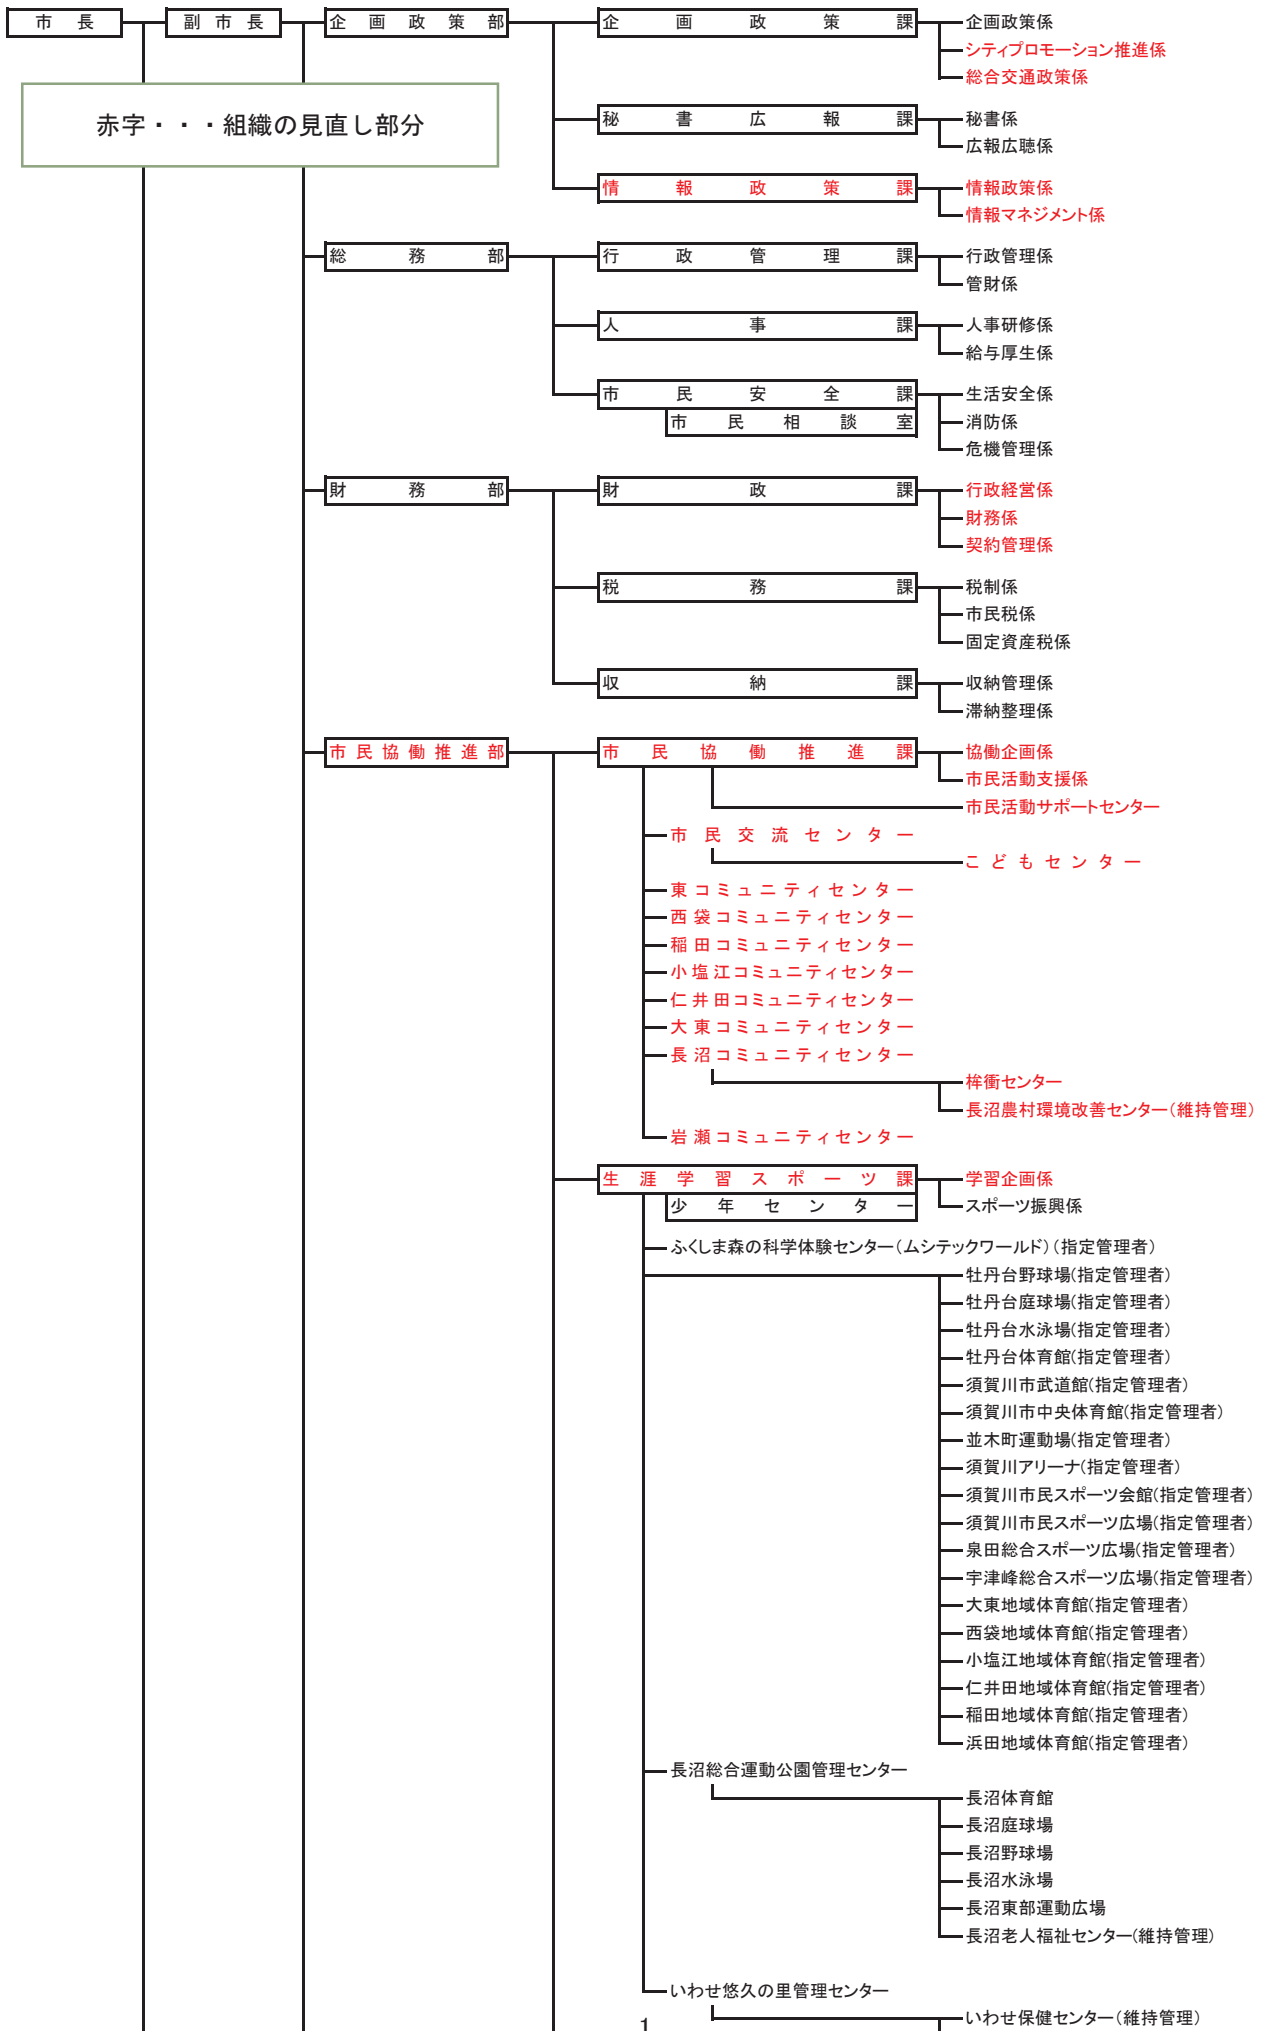 市長 副市長 企画政策部 企画政策課 企画政策係
シティプロモーション推進係
総合交通政策係
赤字・・・組織の見直し部分
秘書広報課 秘書係
広報広聴係
情報政策課 情報政策係
情報マネジメント係
総務部 行政管理課 行政管理係
管財係
人事課 人事研修係
給与厚生係
市民安全課 生活安全係
市民相談室 消防係
危機管理係
財務部 財政課 行政経営係
財務係
契約管理係
税務課 税制係
市民税係
固定資産税係
収納課 収納管理係
滞納整理係
市民協働推進部 市民協働推進課 協働企画係
市民活動支援係
市民活動サポートセンター
市民交流センター
こどもセンター
東コミュニティセンター
西袋コミュニティセンター
稲田コミュニティセンター
小塩江コミュニティセンター
仁井田コミュニティセンター
大東コミュニティセンター
長沼コミュニティセンター
桙衝センター
長沼農村環境改善センター(維持管理)
岩瀬コミュニティセンター
生涯学習スポーツ課 学習企画係
少年センター スポーツ振興係
ふくしま森の科学体験センター(ムシテックワールド)(指定管理者)
牡丹台野球場(指定管理者)
牡丹台庭球場(指定管理者)
牡丹台水泳場(指定管理者)
牡丹台体育館(指定管理者)
須賀川市武道館(指定管理者)
須賀川市中央体育館(指定管理者)
並木町運動場(指定管理者)
須賀川アリーナ(指定管理者)
須賀川市民スポーツ会館(指定管理者)
須賀川市民スポーツ広場(指定管理者)
泉田総合スポーツ広場(指定管理者)
宇津峰総合スポーツ広場(指定管理者)
大東地域体育館(指定管理者)
西袋地域体育館(指定管理者)
小塩江地域体育館(指定管理者)
仁井田地域体育館(指定管理者)
稲田地域体育館(指定管理者)
浜田地域体育館(指定管理者)
長沼総合運動公園管理センター
長沼体育館
長沼庭球場
長沼野球場
長沼水泳場
長沼東部運動広場
長沼老人福祉センター(維持管理)
いわせ悠久の里管理センター
いわせ保健センター(維持管理)
1